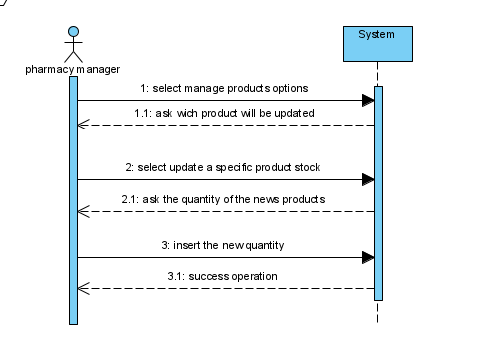 System
pharmacy manager
1: select manage products options
1.1: ask wich product will be updated
2: select update a specific product stock
2.1: ask the quantity of the news products
3: insert the new quantity
3.1: success operation